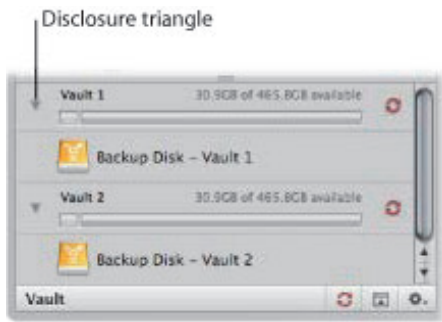 Disclosure triangle
Vault 1 30.9GB of 465.8GB available
Backup Disk – Vault 1
Vault 2 30.9GB of 465.8GB available
Backup Disk – Vault 2
Vault